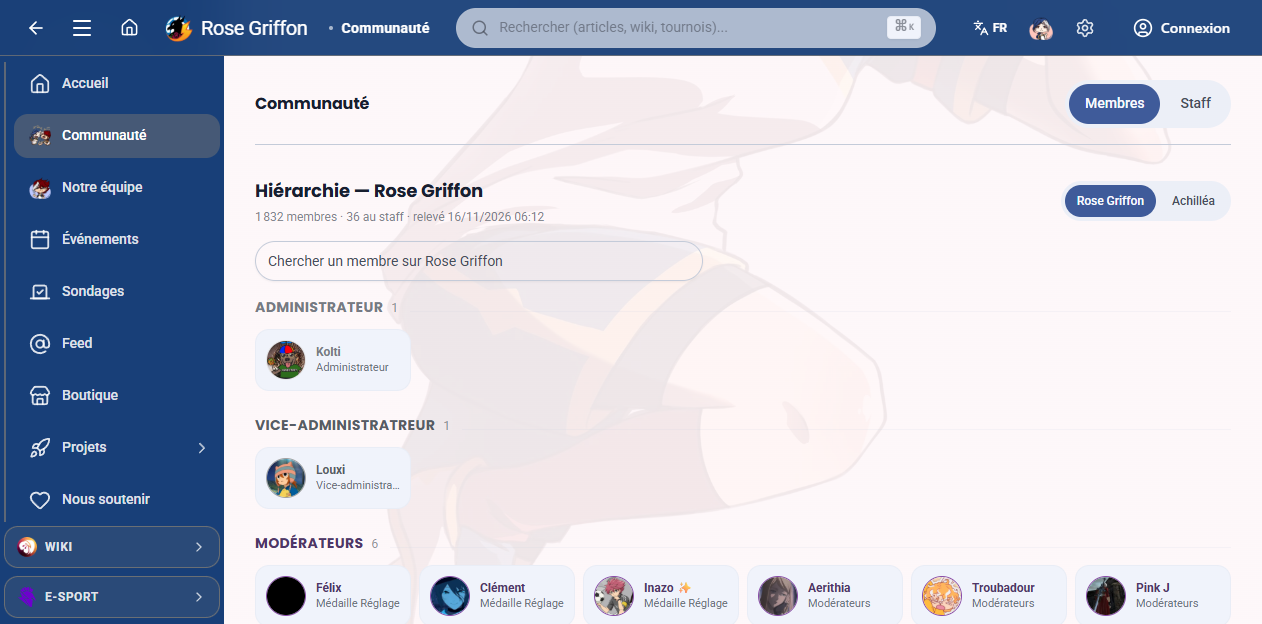 Rose Griffon
• Communauté
Rechercher (articles, wiki, tournois)...
⌘K
FR
Connexion
Accueil
Communauté
Notre équipe
Événements
Sondages
Feed
Boutique
Projets
Nous soutenir
WIKI
E-SPORT
Communauté
Membres
Staff
Hiérarchie — Rose Griffon
1 832 membres · 36 au staff · relevé 16/11/2026 06:12
Rose Griffon
Achilléa
Chercher un membre sur Rose Griffon
ADMINISTRATEUR 1
Kolti
Administrateur
VICE-ADMINISTRATREUR 1
Louxi
Vice-administra...
MODÉRATEURS 6
Félix
Médaille Réglage
Clément
Médaille Réglage
Inazo ✨
Médaille Réglage
Aerithia
Modérateurs
Troubadour
Modérateurs
Pink J
Modérateurs